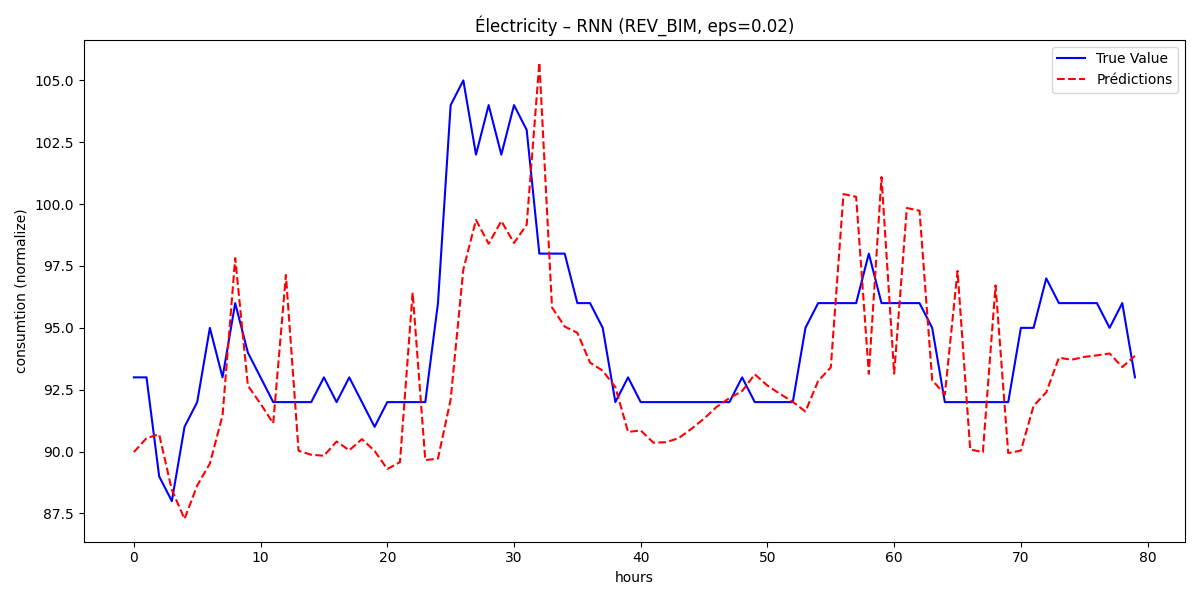 Électricity – RNN (REV_BIM, eps=0.02)
True Value
Prédictions
consumtion (normalize)
105.0
102.5
100.0
97.5
95.0
92.5
90.0
87.5
0 10 20 30 40 50 60 70 80
hours